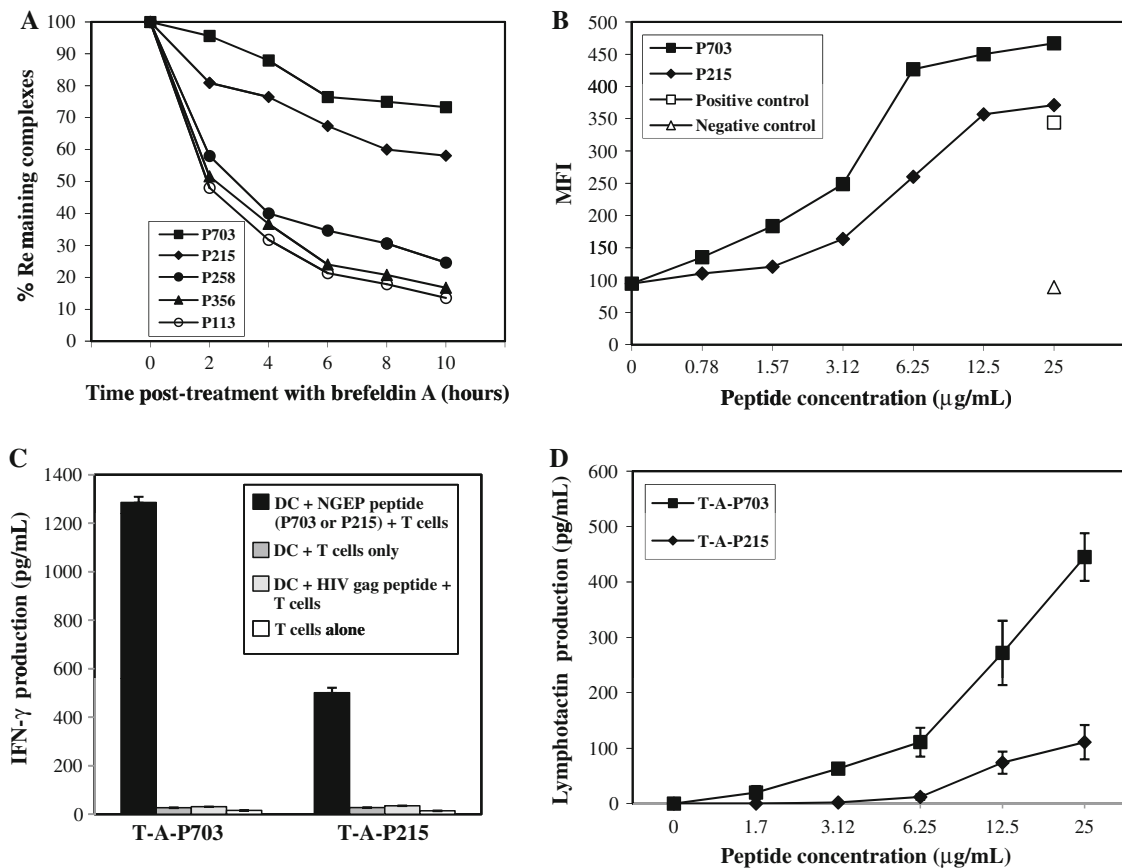 A
100
90
80
70
60
50
40
30
20
10
0
% Re maining complexes
P703
P215
P258
P356
P113
0 2 4 6 8 10
Time post-treatment with brefeldin A (hours)
B
500
450
400
350
300
250
200
150
100
50
0
MFI
P703
P215
Positive control
Negative control
0 0.78 1.57 3.12 6.25 12.5 25
Peptide concentration (μg/mL)
C
1400
1200
1000
800
600
400
200
0
IFN-γ production (pg/mL)
DC + NGEP peptide
(P703 or P215) + T cells
DC + T cells only
DC + HIV gag peptide +
T cells
T cells alone
T-A-P703 T-A-P215
D
600
500
400
300
200
100
0
Lymphotactin production (pg/mL)
T-A-P703
T-A-P215
0 1.7 3.12 6.25 12.5 25
Peptide concentration (μg/mL)